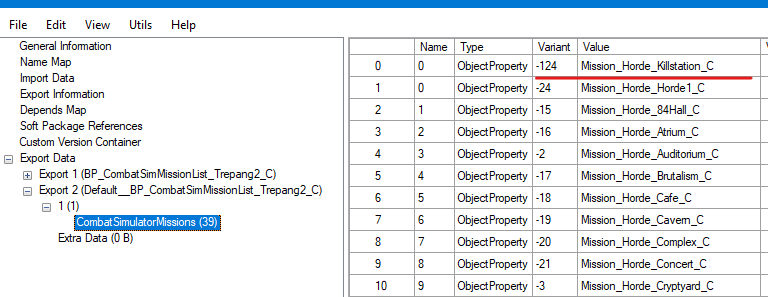 File Edit View Utils Help
General Information
Name Map
Import Data
Export Information
Depends Map
Soft Package References
Custom Version Container
Export Data
Export 1 (BP_CombatSimMissionList_Trepang2_C)
Export 2 (Default__BP_CombatSimMissionList_Trepang2_C)
1 (1)
CombatSimulatorMissions (39)
Extra Data (0 B)
Name Type Variant Value
0 0 ObjectProperty -124 Mission_Horde_Killstation_C
1 0 ObjectProperty -24 Mission_Horde_Horde1_C
2 1 ObjectProperty -15 Mission_Horde_84Hall_C
3 2 ObjectProperty -16 Mission_Horde_Atrium_C
4 3 ObjectProperty -2 Mission_Horde_Auditorium_C
5 4 ObjectProperty -17 Mission_Horde_Brutalism_C
6 5 ObjectProperty -18 Mission_Horde_Cafe_C
7 6 ObjectProperty -19 Mission_Horde_Cavern_C
8 7 ObjectProperty -20 Mission_Horde_Complex_C
9 8 ObjectProperty -21 Mission_Horde_Concert_C
10 9 ObjectProperty -3 Mission_Horde_Cryptyard_C